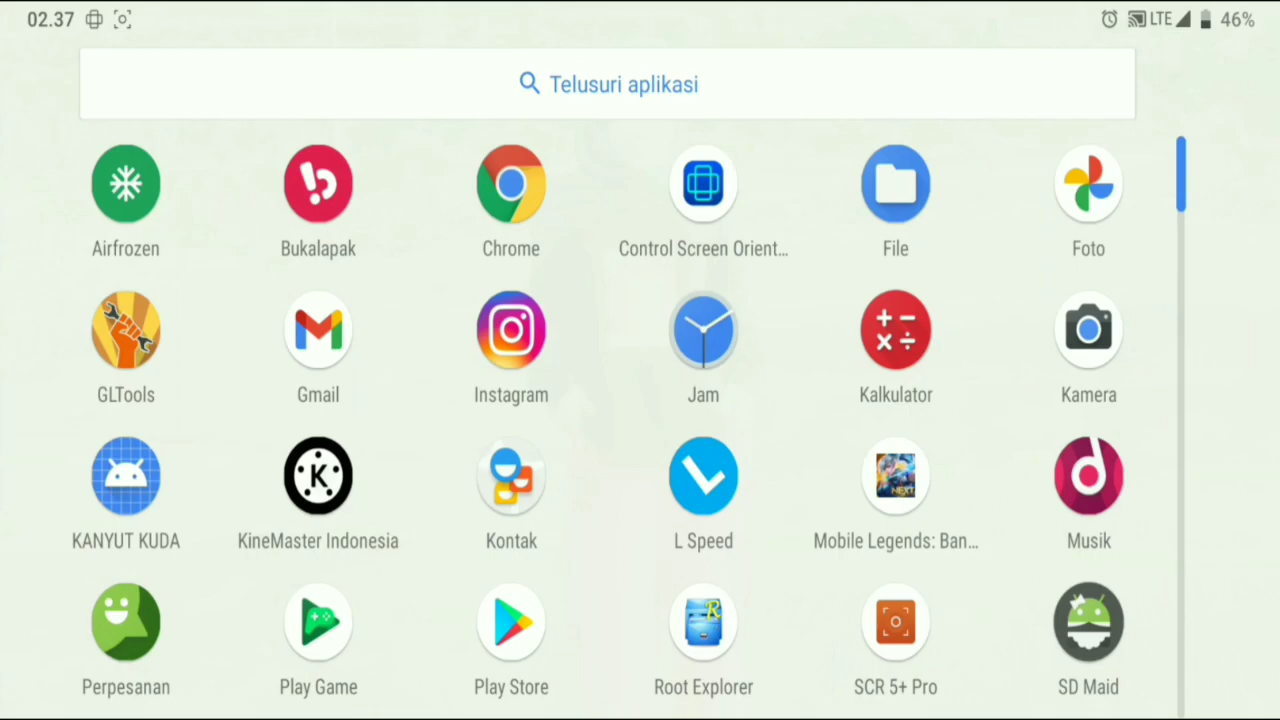 02.37 LTE 46%
Telusuri aplikasi
Airfrozen Bukalapak Chrome Control Screen Orient... File Foto
GLTools Gmail Instagram Jam Kalkulator Kamera
KANYUT KUDA KineMaster Indonesia Kontak L Speed Mobile Legends: Ban... Musik
Perpesanan Play Game Play Store Root Explorer SCR 5+ Pro SD Maid